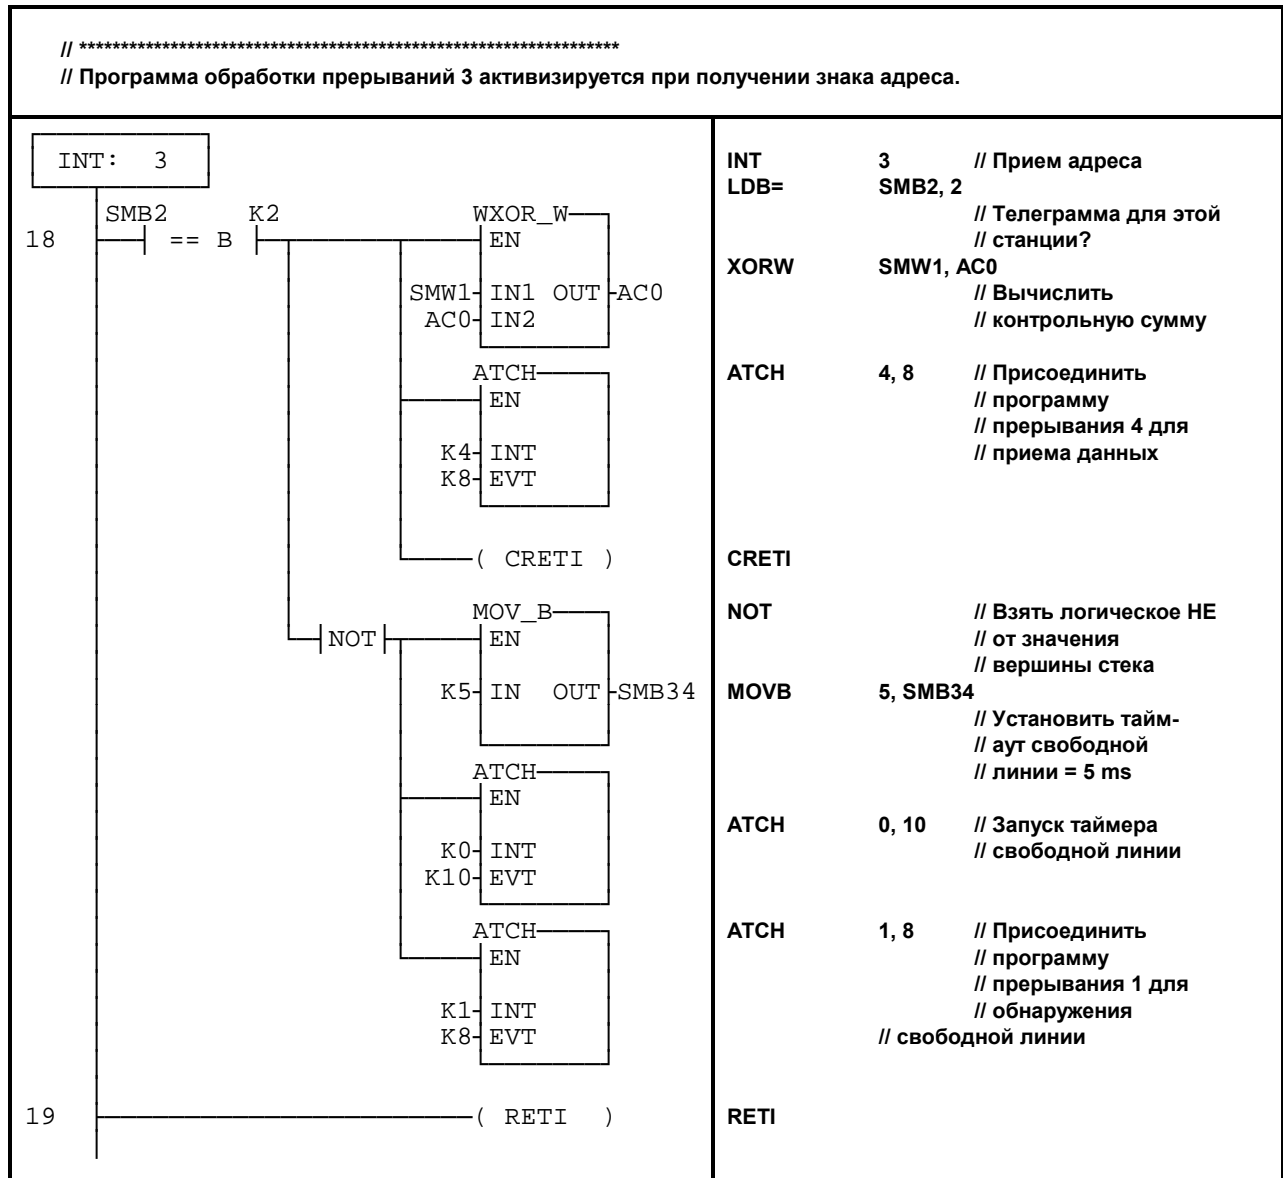 // *****************************************************************
// Программа обработки прерываний 3 активизируется при получении знака адреса.
INT: 3
SMB2 K2 WXOR_W
18 == B EN
SMW1 IN1 OUT AC0
AC0 IN2
ATCH
EN
K4 INT
K8 EVT
( CRETI )
MOV_B
NOT EN
K5 IN OUT SMB34
ATCH
EN
K0 INT
K10 EVT
ATCH
EN
K1 INT
K8 EVT
19 ( RETI )
INT 3 // Прием адреса
LDB= SMB2, 2
// Телеграмма для этой
// станции?
XORW SMW1, AC0
// Вычислить
// контрольную сумму
ATCH 4, 8 // Присоединить
// программу
// прерывания 4 для
// приема данных
CRETI
NOT // Взять логическое НЕ
// от значения
// вершины стека
MOVB 5, SMB34
// Установить тайм-
// аут свободной
// линии = 5 ms
ATCH 0, 10 // Запуск таймера
// свободной линии
ATCH 1, 8 // Присоединить
// программу
// прерывания 1 для
// обнаружения
// свободной линии
RETI